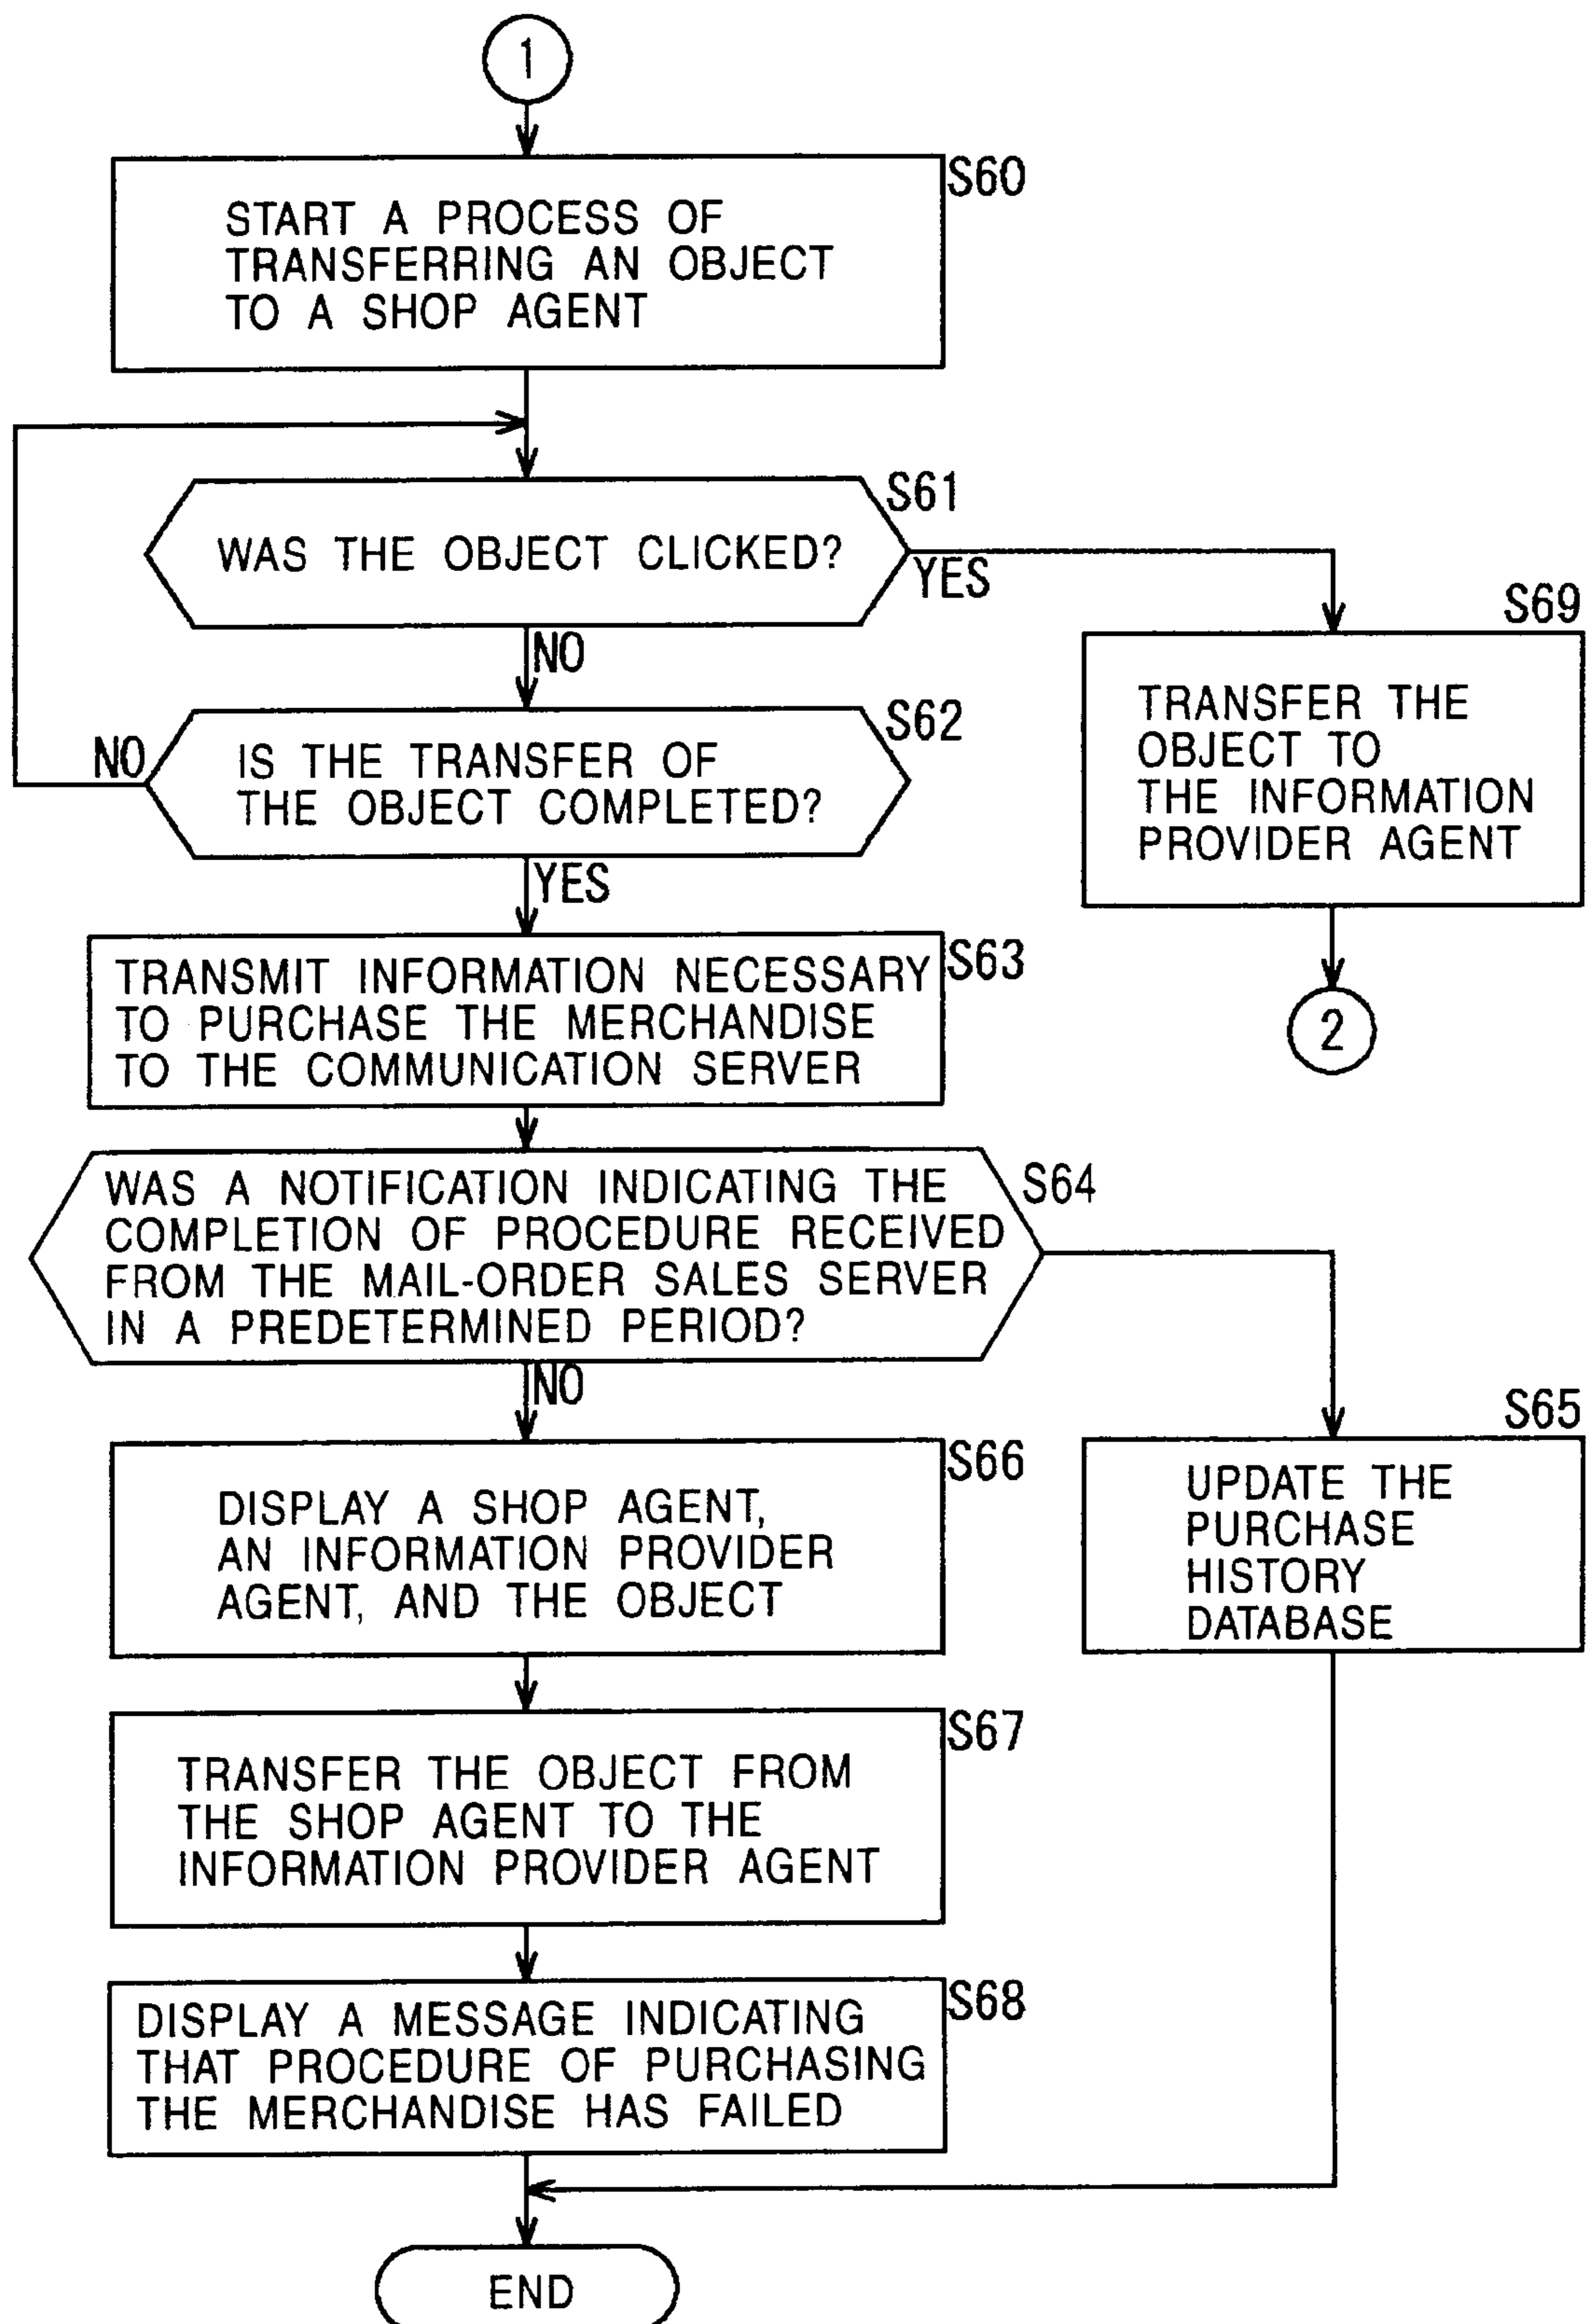 1
S60
START A PROCESS OF
TRANSFERRING AN OBJECT
TO A SHOP AGENT
S61
WAS THE OBJECT CLICKED?
YES
NO
S69
TRANSFER THE
OBJECT TO
THE INFORMATION
PROVIDER AGENT
2
S62
IS THE TRANSFER OF
THE OBJECT COMPLETED?
NO
YES
S63
TRANSMIT INFORMATION NECESSARY
TO PURCHASE THE MERCHANDISE
TO THE COMMUNICATION SERVER
S64
WAS A NOTIFICATION INDICATING THE
COMPLETION OF PROCEDURE RECEIVED
FROM THE MAIL-ORDER SALES SERVER
IN A PREDETERMINED PERIOD?
NO
S65
UPDATE THE
PURCHASE
HISTORY
DATABASE
S66
DISPLAY A SHOP AGENT,
AN INFORMATION PROVIDER
AGENT, AND THE OBJECT
S67
TRANSFER THE OBJECT FROM
THE SHOP AGENT TO THE
INFORMATION PROVIDER AGENT
S68
DISPLAY A MESSAGE INDICATING
THAT PROCEDURE OF PURCHASING
THE MERCHANDISE HAS FAILED
END